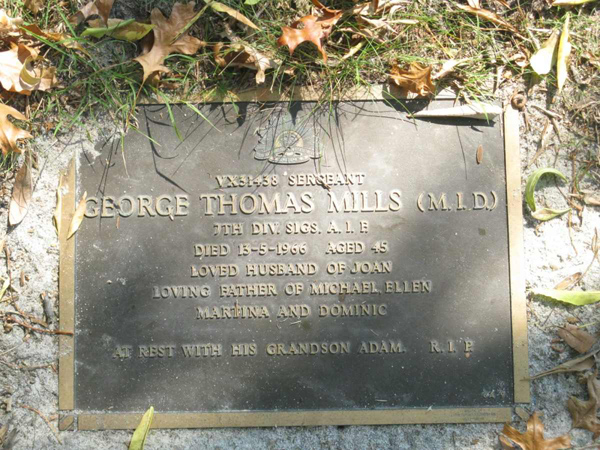 VX31438 SERGEANT
GEORGE THOMAS MILLS (M.I.D.)
7TH DIV. SIGS. A.I.F.
DIED 13-5-1966 AGED 45
LOVED HUSBAND OF JOAN
LOVING FATHER OF MICHAEL, ELLEN
MARTINA AND DOMINIC
AT REST WITH HIS GRANDSON ADAM. R.I.P.